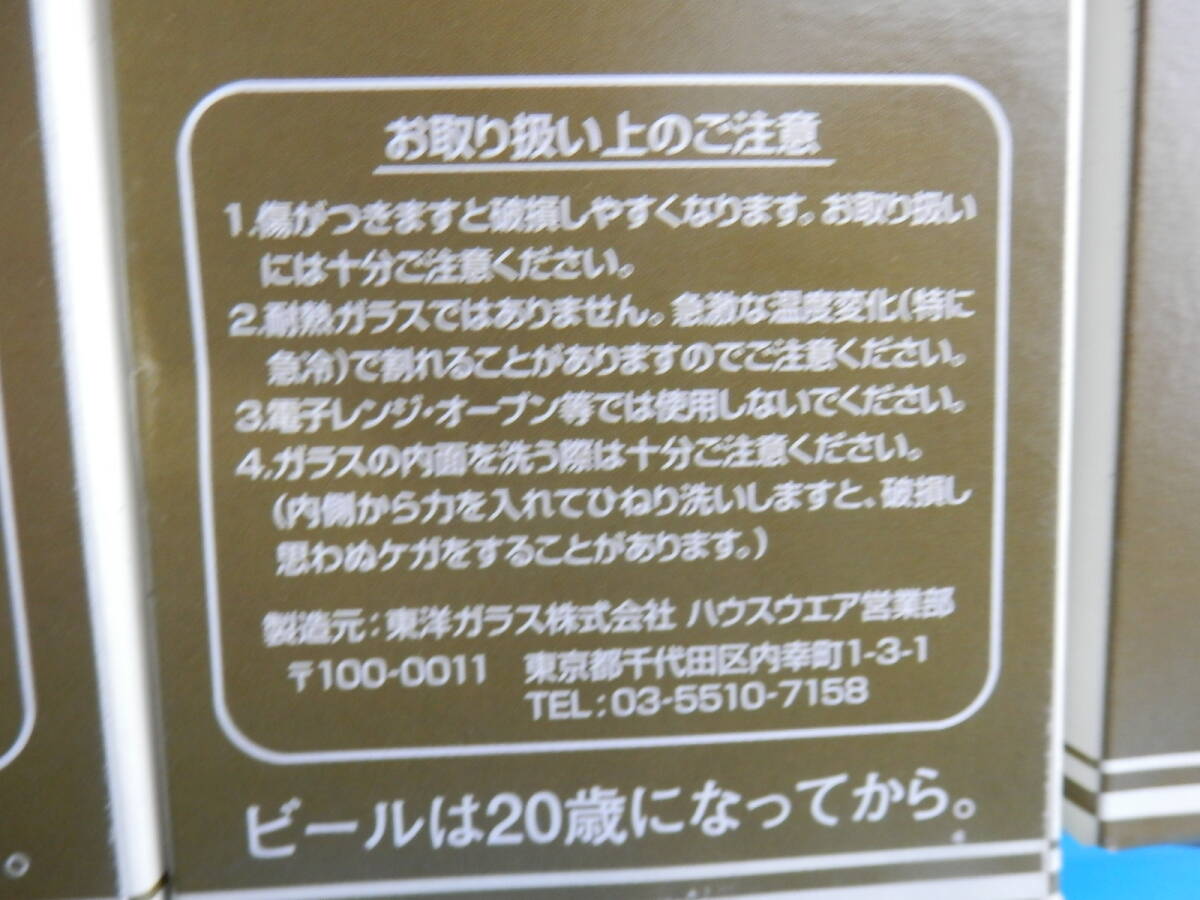 お取り扱い上のご注意
1.傷がつきますと破損しやすくなります。お取り扱い
には十分ご注意ください。
2.耐熱ガラスではありません。急激な温度変化(特に
急冷)で割れることがありますのでご注意ください。
3.電子レンジ・オーブン等では使用しないでください。
4.ガラスの内面を洗う際は十分ご注意ください。
(内側から力を入れてひねり洗いしますと、破損し
思わぬケガをすることがあります。)
製造元:東洋ガラス株式会社 ハウスウエア営業部
〒100-0011 東京都千代田区内幸町1-3-1
TEL:03-5510-7158
ビールは20歳になってから。